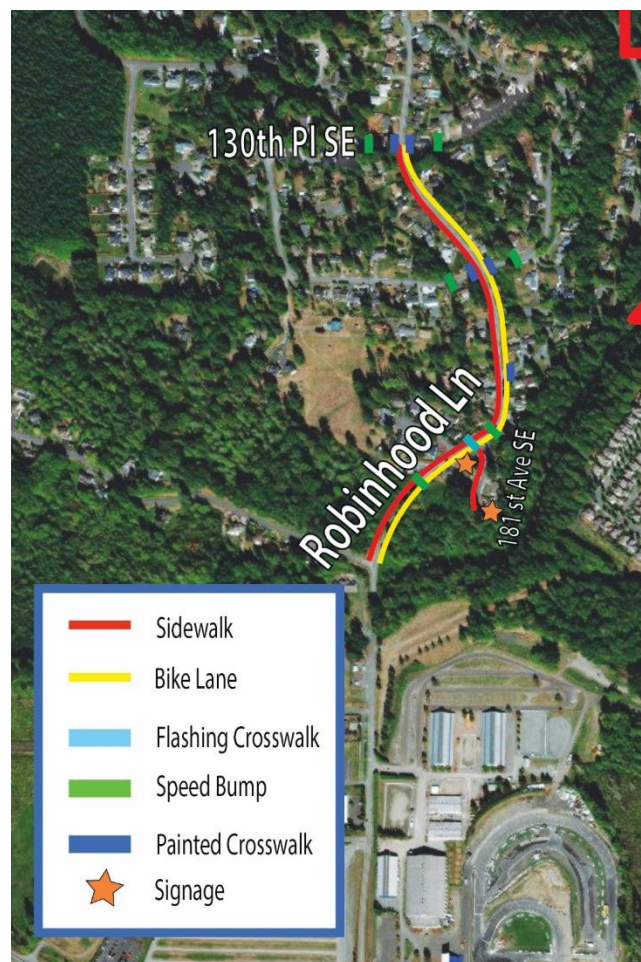 130th Pl SE
Robinhood Ln
181 st Ave SE
Sidewalk
Bike Lane
Flashing Crosswalk
Speed Bump
Painted Crosswalk
Signage